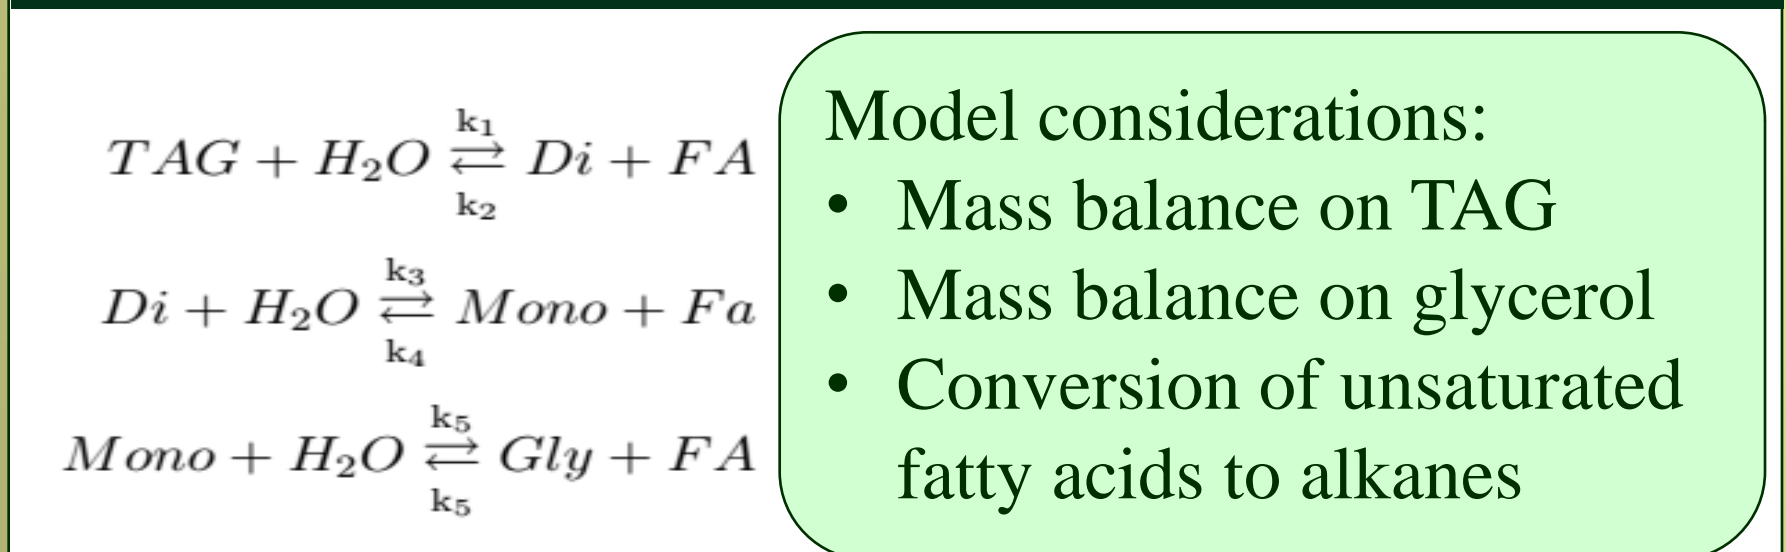 k₁
TAG + H₂O ⇌ Di + FA
k₂
k₃
Di + H₂O ⇌ Mono + Fa
k₄
k₅
Mono + H₂O ⇌ Gly + FA
k₅
Model considerations:
• Mass balance on TAG
• Mass balance on glycerol
• Conversion of unsaturated
fatty acids to alkanes